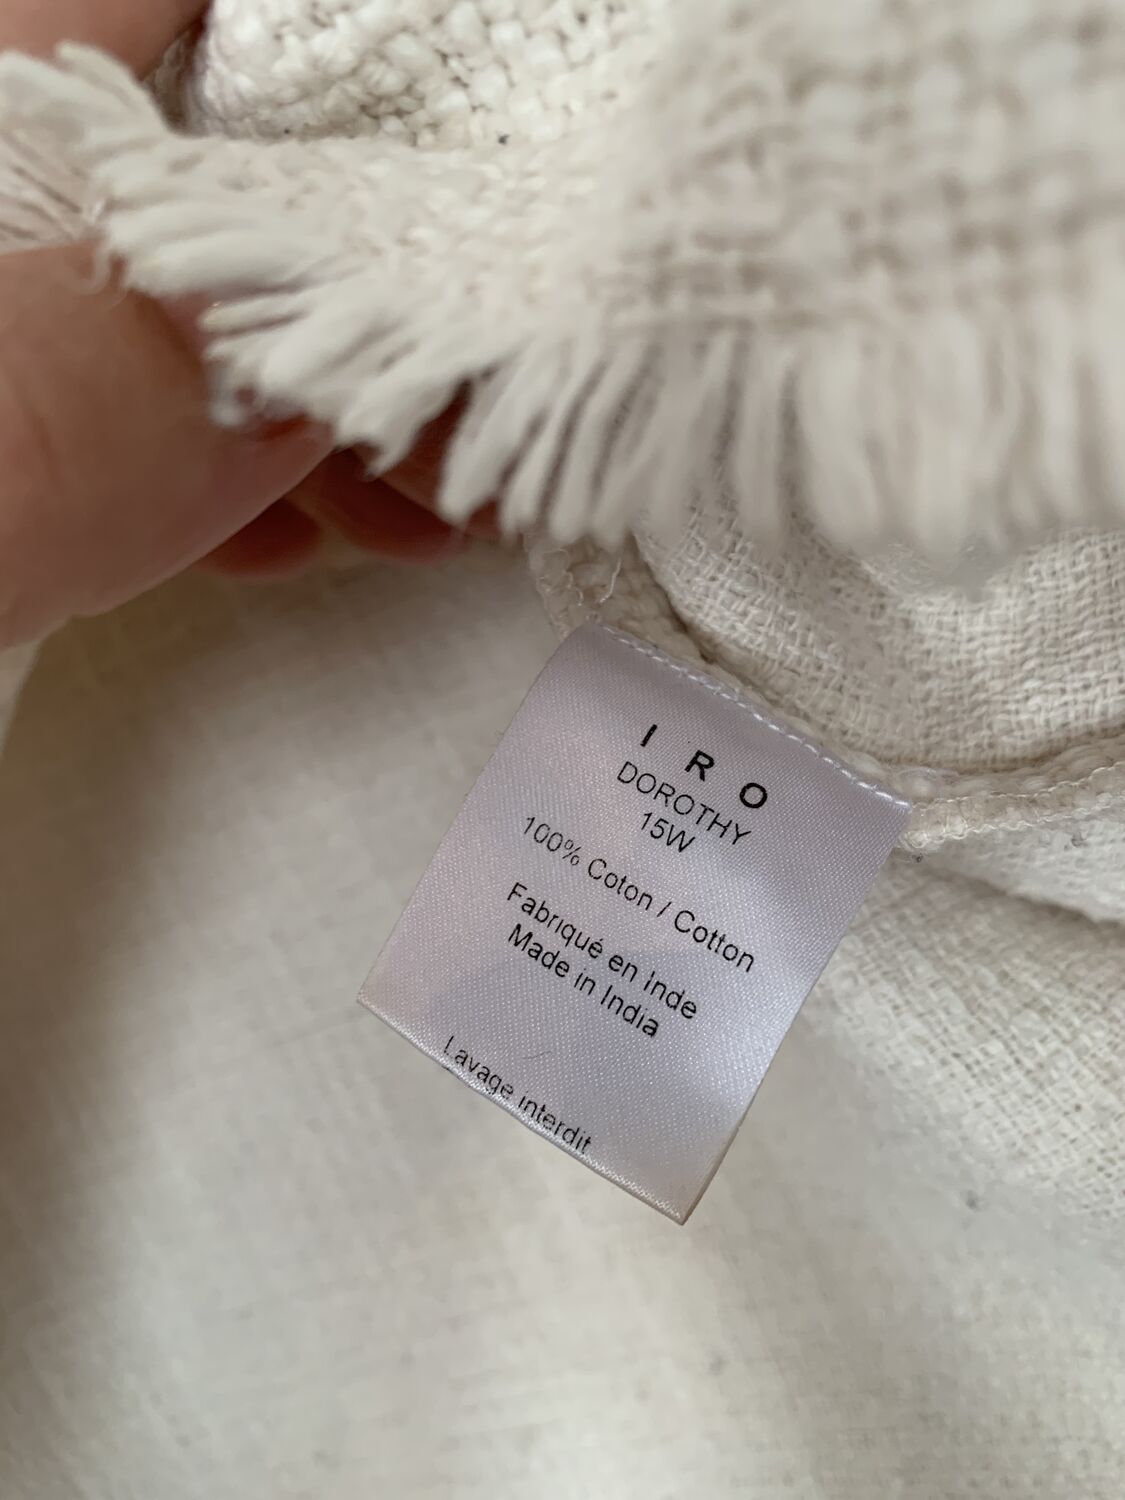 I R O
DOROTHY
15W
100% Coton / Cotton
Fabriqué en Inde
Made in India
Lavage interdit